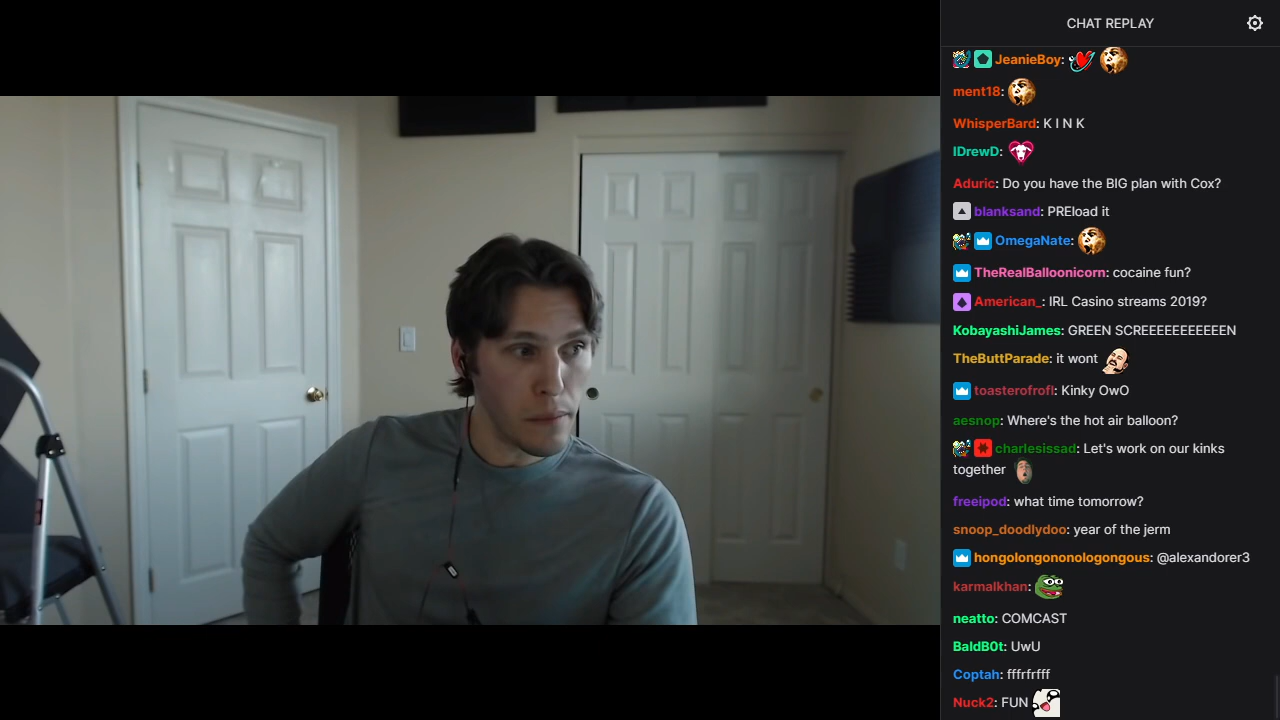 CHAT REPLAY
JeanieBoy:
ment18:
WhisperBard: K I N K
IDrewD:
Aduric: Do you have the BIG plan with Cox?
blanksand: PREload it
OmegaNate:
TheRealBalloonicorn: cocaine fun?
American_: IRL Casino streams 2019?
KobayashiJames: GREEN SCREEEEEEEEEEN
TheButtParade: it wont
toasterofrofl: Kinky OwO
aesnop: Where's the hot air balloon?
charlesissad: Let's work on our kinks
together
freeipod: what time tomorrow?
snoop_doodlydoo: year of the jerm
hongolongononologongous: @alexandorer3
karmalkhan:
neatto: COMCAST
BaldB0t: UwU
Coptah: fffrfrfff
Nuck2: FUN